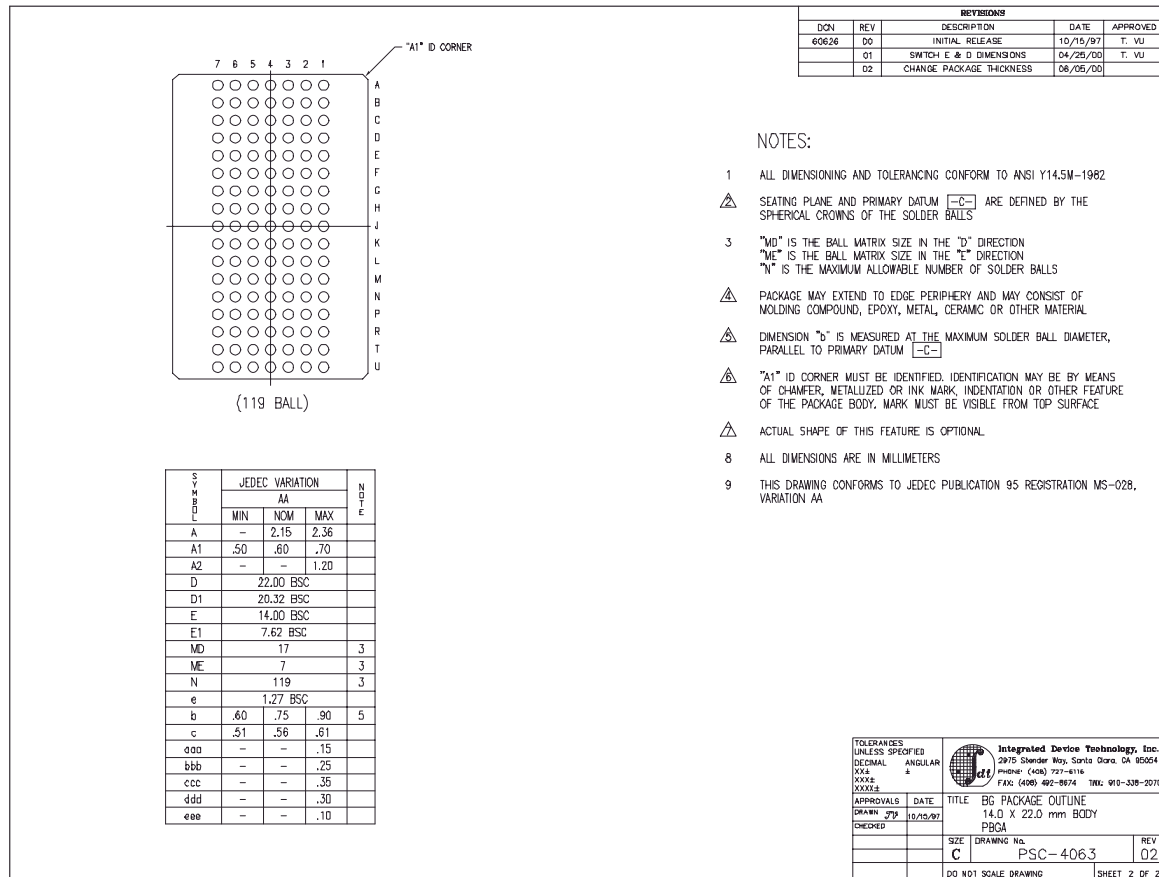 REVISIONS
DCN REV DESCRIPTION DATE APPROVED
60626 00 INITIAL RELEASE 10/15/97 T. VU
01 SWITCH E & D DIMENSIONS 04/25/00 T. VU
02 CHANGE PACKAGE THICKNESS 06/05/00
"A1" ID CORNER
7 6 5 4 3 2 1
A
B
C
D
E
F
G
H
J
K
L
M
N
P
R
T
U
(119 BALL)
NOTES:
1 ALL DIMENSIONING AND TOLERANCING CONFORM TO ANSI Y14.5M-1982
2 SEATING PLANE AND PRIMARY DATUM -C- ARE DEFINED BY THE
SPHERICAL CROWNS OF THE SOLDER BALLS
3 "MD" IS THE BALL MATRIX SIZE IN THE "D" DIRECTION
"ME" IS THE BALL MATRIX SIZE IN THE "E" DIRECTION
"N" IS THE MAXIMUM ALLOWABLE NUMBER OF SOLDER BALLS
4 PACKAGE MAY EXTEND TO EDGE PERIPHERY AND MAY CONSIST OF
MOLDING COMPOUND, EPOXY, METAL, CERAMIC OR OTHER MATERIAL
5 DIMENSION "b" IS MEASURED AT THE MAXIMUM SOLDER BALL DIAMETER,
PARALLEL TO PRIMARY DATUM -C-
6 "A1" ID CORNER MUST BE IDENTIFIED. IDENTIFICATION MAY BE BY MEANS
OF CHAMFER, METALLIZED OR INK MARK, INDENTATION OR OTHER FEATURE
OF THE PACKAGE BODY. MARK MUST BE VISIBLE FROM TOP SURFACE
7 ACTUAL SHAPE OF THIS FEATURE IS OPTIONAL
8 ALL DIMENSIONS ARE IN MILLIMETERS
9 THIS DRAWING CONFORMS TO JEDEC PUBLICATION 95 REGISTRATION MS-028,
VARIATION AA
SYMBOL JEDEC VARIATION NOTE
AA
MIN NOM MAX
A - 2.15 2.36
A1 .50 .60 .70
A2 - - 1.20
D 22.00 BSC
D1 20.32 BSC
E 14.00 BSC
E1 7.62 BSC
MD 17 3
ME 7 3
N 119 3
e 1.27 BSC
b .60 .75 .90 5
c .51 .56 .61
aaa - - .15
bbb - - .25
ccc - - .35
ddd - - .30
eee - - .10
TOLERANCES
UNLESS SPECIFIED
DECIMAL ANGULAR
XX± ±
XXX±
XXXX±
idt
Integrated Device Technology, Inc.
2975 Stender Way, Santa Clara, CA 95054
PHONE: (408) 727-6116
FAX: (408) 492-8674 TWX: 910-338-2070
APPROVALS DATE
DRAWN 10/15/97
CHECKED
TITLE BG PACKAGE OUTLINE
14.0 X 22.0 mm BODY
PBGA
SIZE DRAWING No. REV
C PSC-4063 02
DO NOT SCALE DRAWING SHEET 2 OF 2